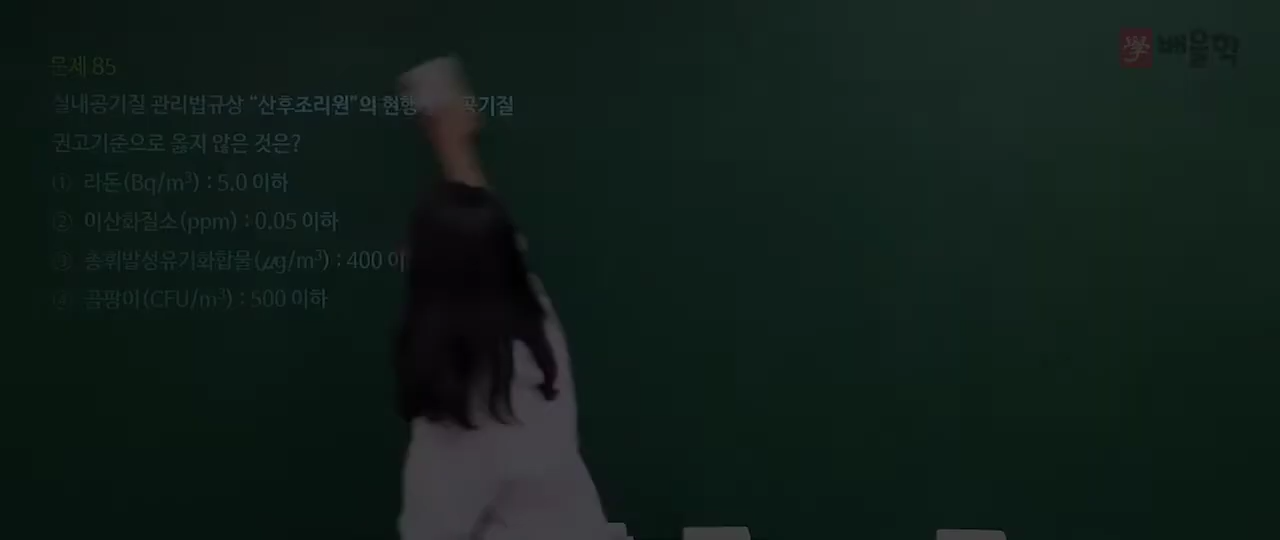 문제 85
실내공기질 관리법규상 “산후조리원”의 현행 공기질
권고기준으로 옳지 않은 것은?
① 라돈(Bq/m³) : 5.0 이하
② 이산화질소(ppm) : 0.05 이하
③ 총휘발성유기화합물(㎍/m³) : 400
④ 곰팡이(CFU/m³) : 500 이하
學 배울학